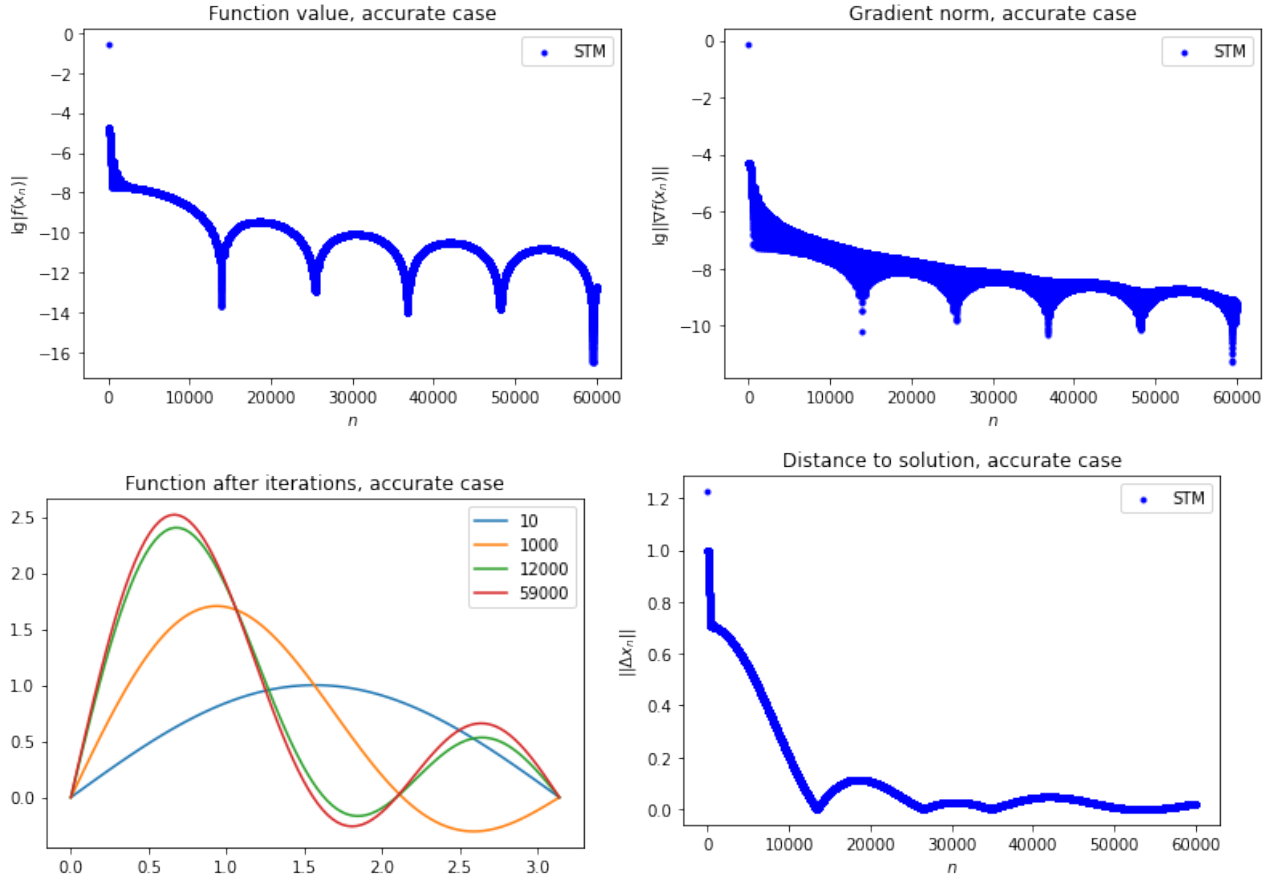 Function value, accurate case
STM
lg|f(x_n)|
0
−2
−4
−6
−8
−10
−12
−14
−16
0 10000 20000 30000 40000 50000 60000
n
Gradient norm, accurate case
STM
lg||∇f(x_n)||
0
−2
−4
−6
−8
−10
0 10000 20000 30000 40000 50000 60000
n
Function after iterations, accurate case
10
1000
12000
59000
2.5
2.0
1.5
1.0
0.5
0.0
0.0 0.5 1.0 1.5 2.0 2.5 3.0
Distance to solution, accurate case
STM
||Δx_n||
1.2
1.0
0.8
0.6
0.4
0.2
0.0
0 10000 20000 30000 40000 50000 60000
n